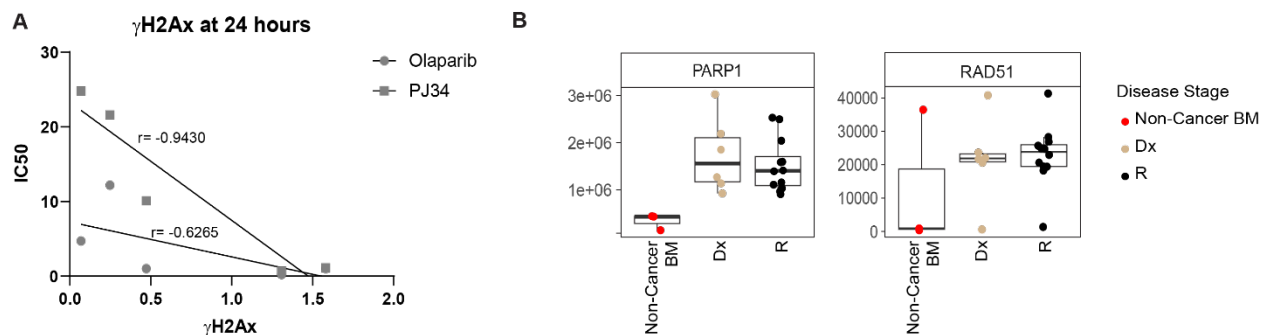 A
γH2Ax at 24 hours
30
20
10
0
IC50
r= -0.9430
r= -0.6265
0.0 0.5 1.0 1.5 2.0
γH2Ax
Olaparib
PJ34
B
PARP1
3e+06
2e+06
1e+06
Non-Cancer
BM
Dx
R
RAD51
40000
30000
20000
10000
0
Non-Cancer
BM
Dx
R
Disease Stage
Non-Cancer BM
Dx
R